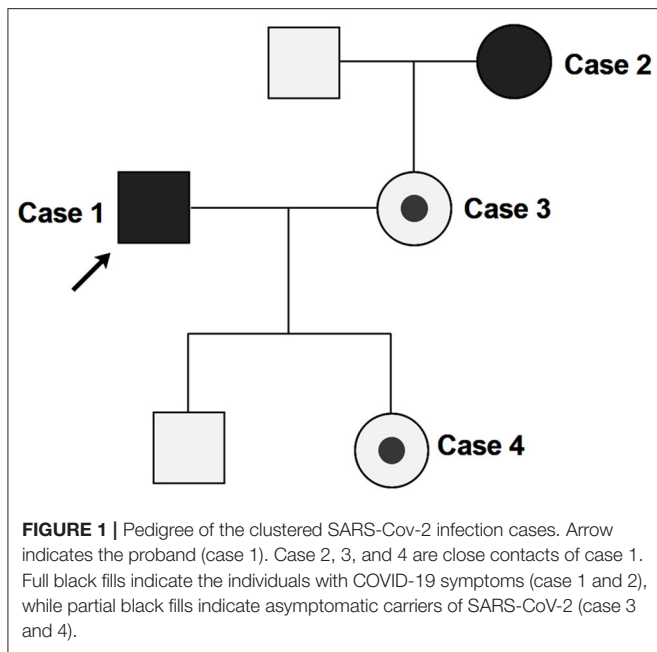 Case 2
Case 1
Case 3
Case 4
FIGURE 1 | Pedigree of the clustered SARS-Cov-2 infection cases. Arrow
indicates the proband (case 1). Case 2, 3, and 4 are close contacts of case 1.
Full black fills indicate the individuals with COVID-19 symptoms (case 1 and 2),
while partial black fills indicate asymptomatic carriers of SARS-CoV-2 (case 3
and 4).